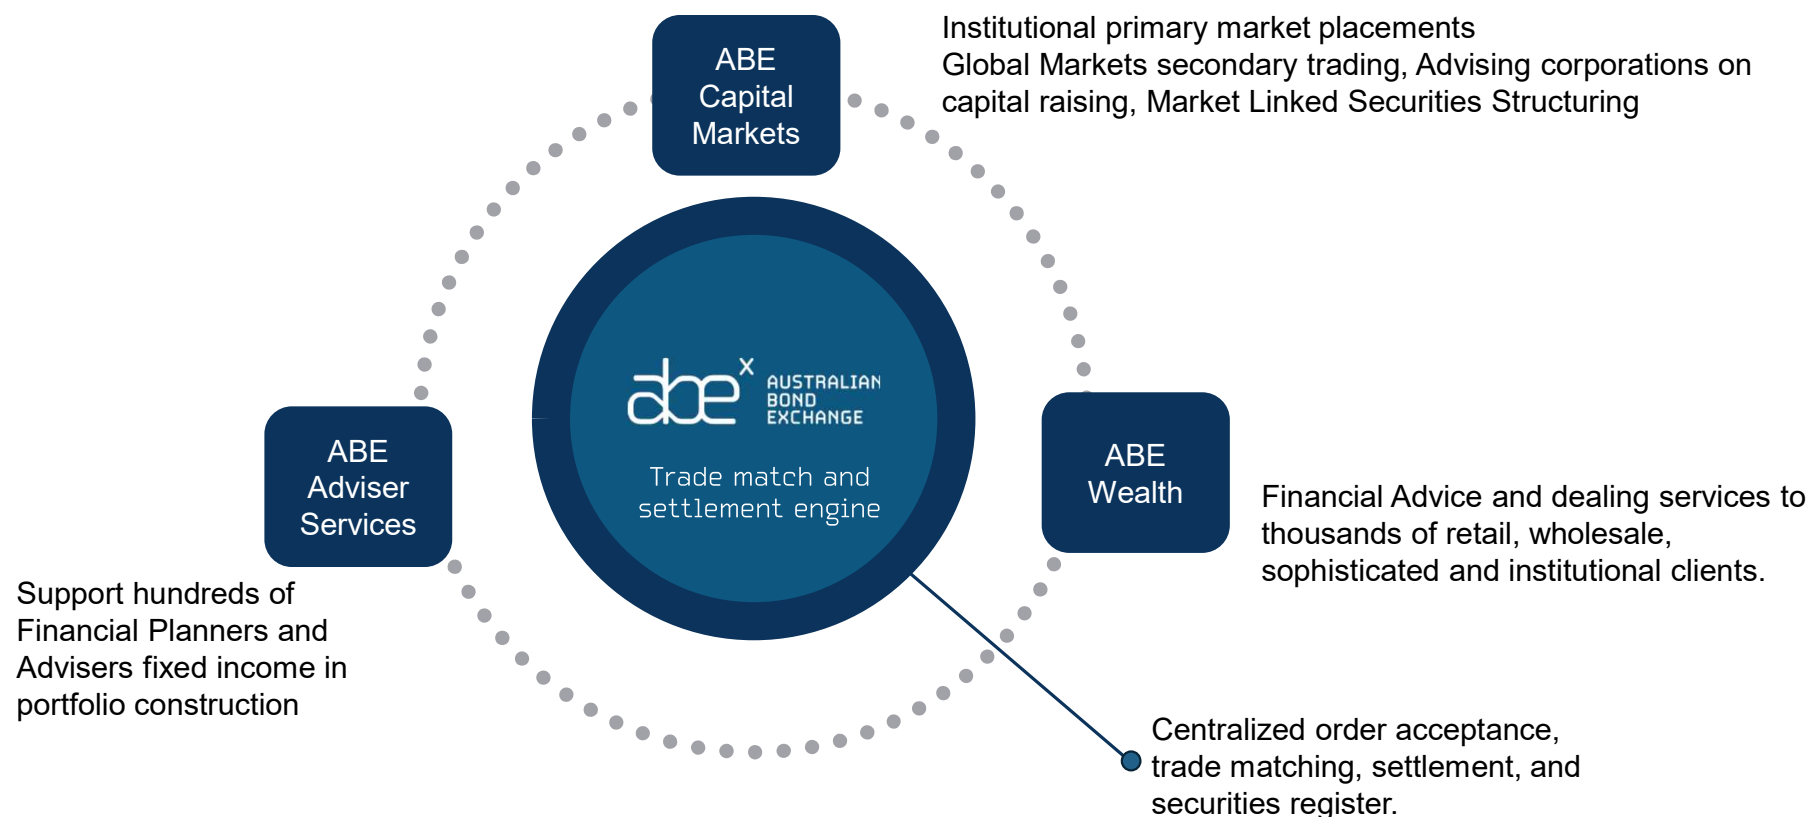 ABE
Capital
Markets
Institutional primary market placements
Global Markets secondary trading, Advising corporations on
capital raising, Market Linked Securities Structuring
abe x AUSTRALIAN
BOND
EXCHANGE
Trade match and
settlement engine
ABE
Adviser
Services
Support hundreds of
Financial Planners and
Advisers fixed income in
portfolio construction
ABE
Wealth
Financial Advice and dealing services to
thousands of retail, wholesale,
sophisticated and institutional clients.
Centralized order acceptance,
trade matching, settlement, and
securities register.